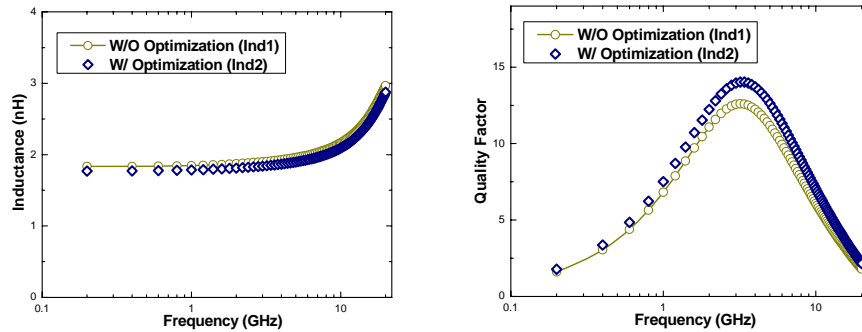 W/O Optimization (Ind1)
W/ Optimization (Ind2)
Inductance (nH)
4
3
2
1
0
0.1
1
10
Frequency (GHz)
W/O Optimization (Ind1)
W/ Optimization (Ind2)
Quality Factor
15
10
5
0
0.1
1
10
Frequency (GHz)